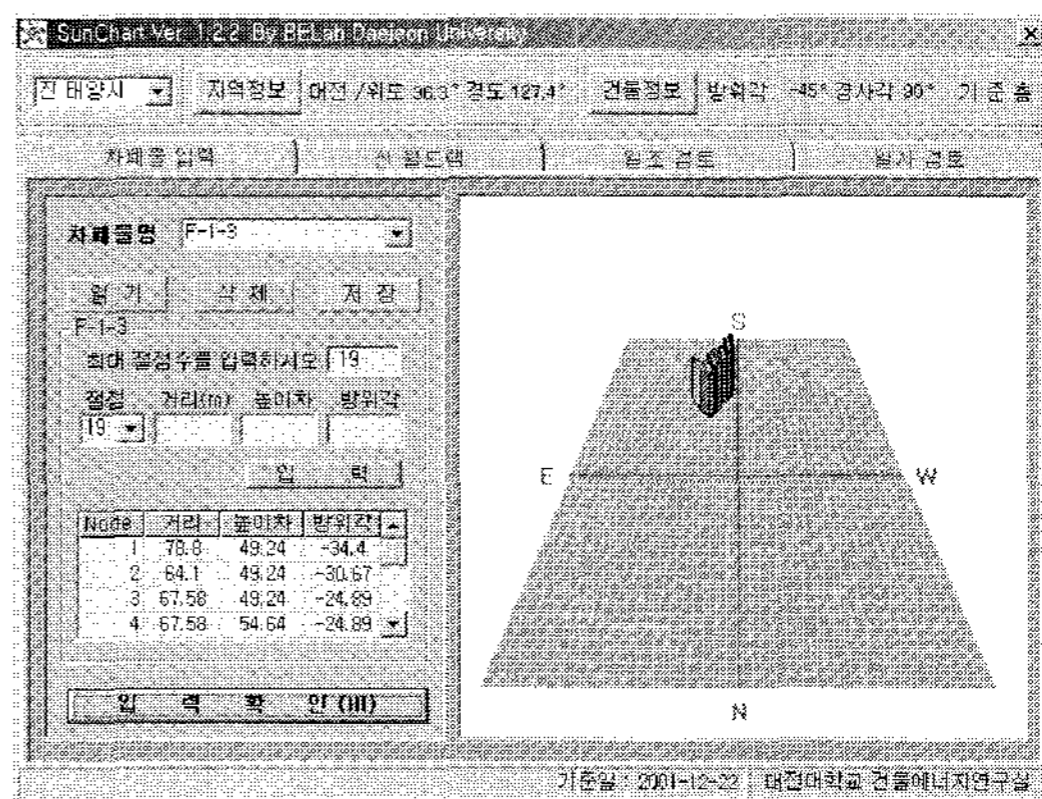 SunChart Ver 1.2.2 By BELab Daejeon University
진 태양시 지역정보 대전 /위도 36.3° 경도 127.4° 건물정보 방위각 -45° 경사각 90° 기 준 층
차폐물 입력 선 월드램 일조 검토 일사 검토
차폐물명 F-1-3
읽 기 삭 제 저 장
F-1-3
최대 절점수를 입력하시오 19
절점 거리(m) 높이차 방위각
19
입 력
Node 거리 높이차 방위각
1 78.8 49.24 -34.4
2 64.1 49.24 -30.67
3 67.58 49.24 -24.89
4 67.58 54.64 -24.89
입 력 확 인 (III)
S
E
W
N
기준일 : 2001-12-22 대전대학교 건물에너지연구실